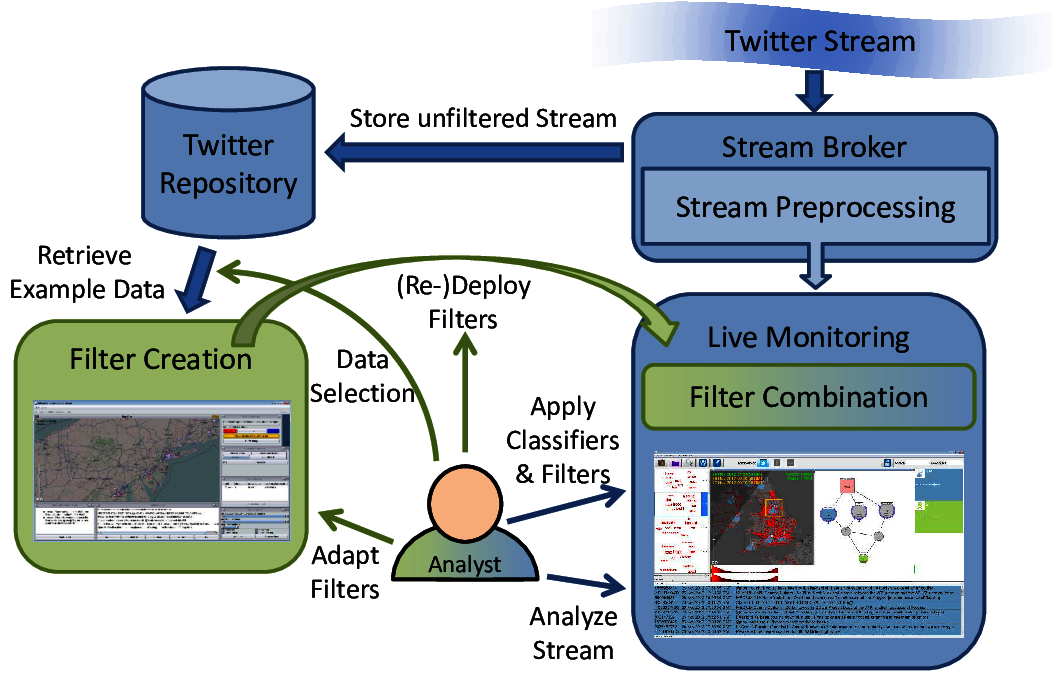 Twitter Stream
Store unfiltered Stream
Twitter
Repository
Stream Broker
Stream Preprocessing
Retrieve
Example Data
(Re-)Deploy
Filters
Filter Creation
Data
Selection
Live Monitoring
Filter Combination
Apply
Classifiers
& Filters
Analyst
Adapt
Filters
Analyze
Stream